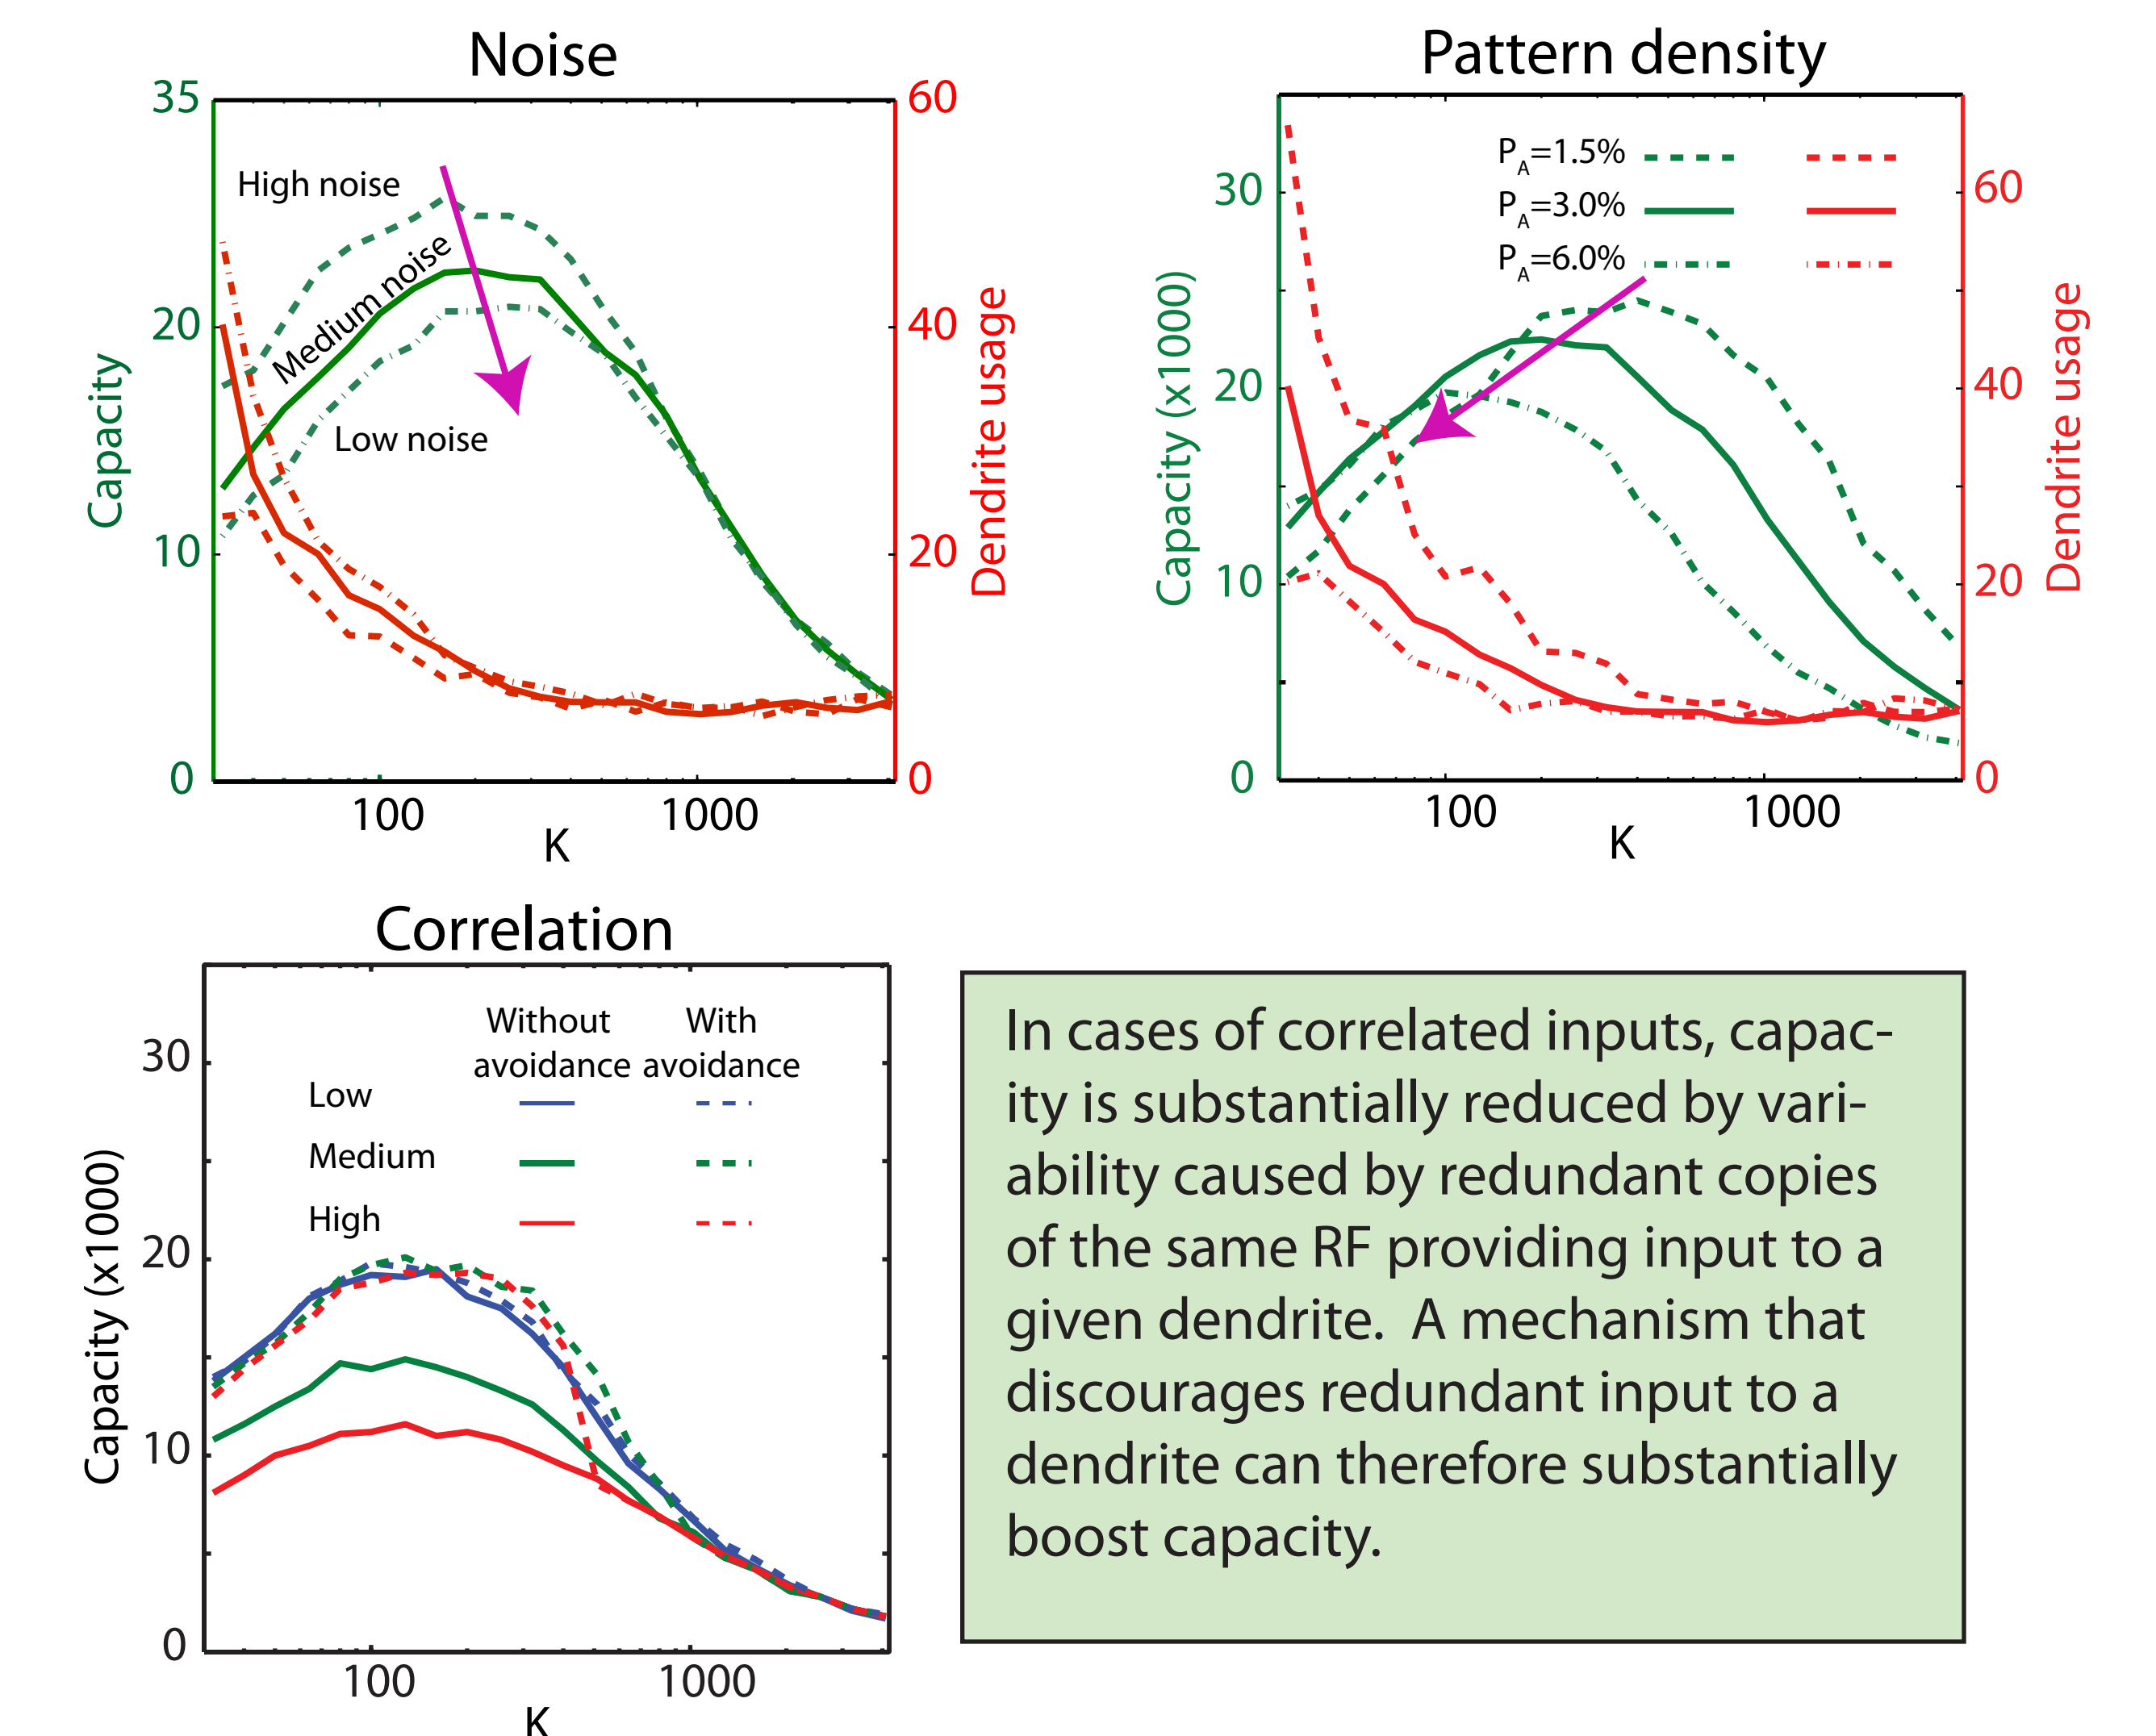 Noise
35
20
10
0
Capacity
High noise
Medium noise
Low noise
60
40
20
0
Dendrite usage
100
1000
K
Pattern density
30
20
10
0
Capacity (x1000)
PA=1.5%
PA=3.0%
PA=6.0%
60
40
20
0
Dendrite usage
100
1000
K
Correlation
30
20
10
0
Capacity (x1000)
Without With
avoidance avoidance
Low
Medium
High
100
1000
K
In cases of correlated inputs, capac-
ity is substantially reduced by vari-
ability caused by redundant copies
of the same RF providing input to a
given dendrite. A mechanism that
discourages redundant input to a
dendrite can therefore substantially
boost capacity.